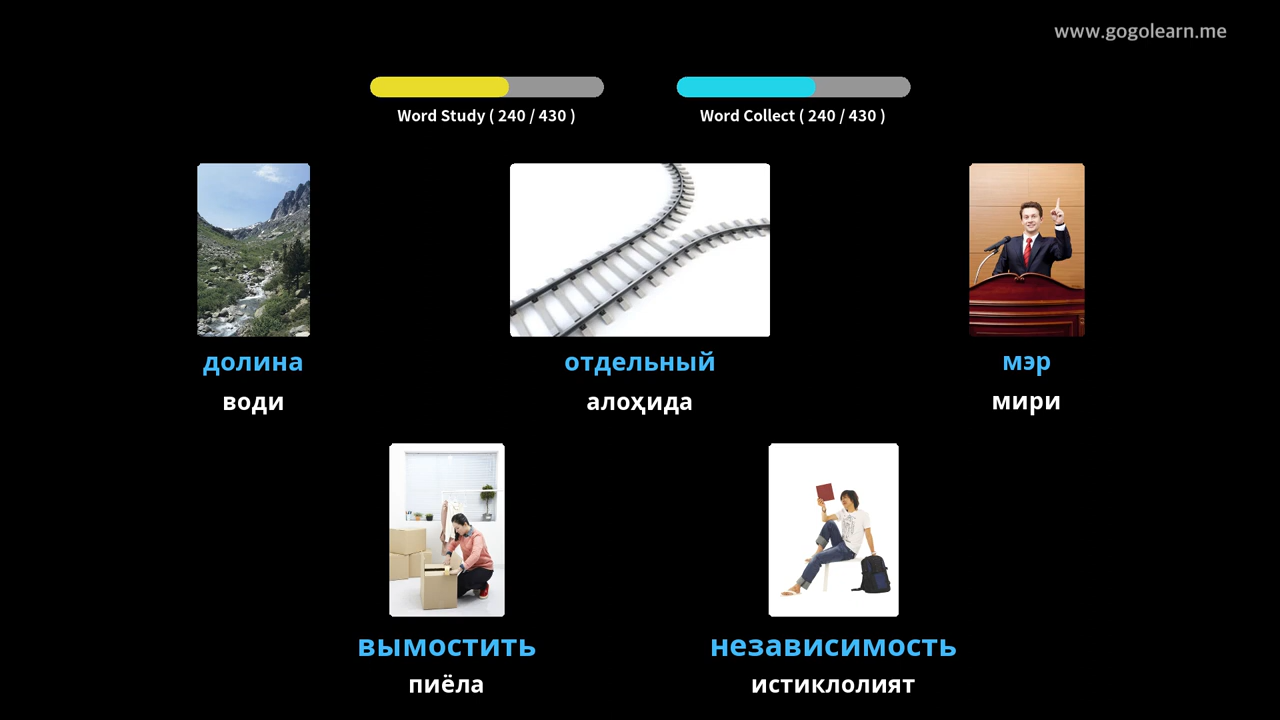 www.gogolearn.me
Word Study ( 240 / 430 )
Word Collect ( 240 / 430 )
долина
отдельный
мэр
води
алоҳида
мири
вымостить
независимость
пиёла
истиклолият